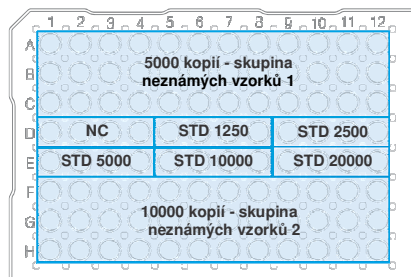 1 2 3 4 5 6 7 8 9 10 11 12
A
5000 kopií - skupina
B
neznámých vzorků 1
C
D NC STD 1250 STD 2500
E STD 5000 STD 10000 STD 20000
F
10000 kopií - skupina
G
neznámých vzorků 2
H